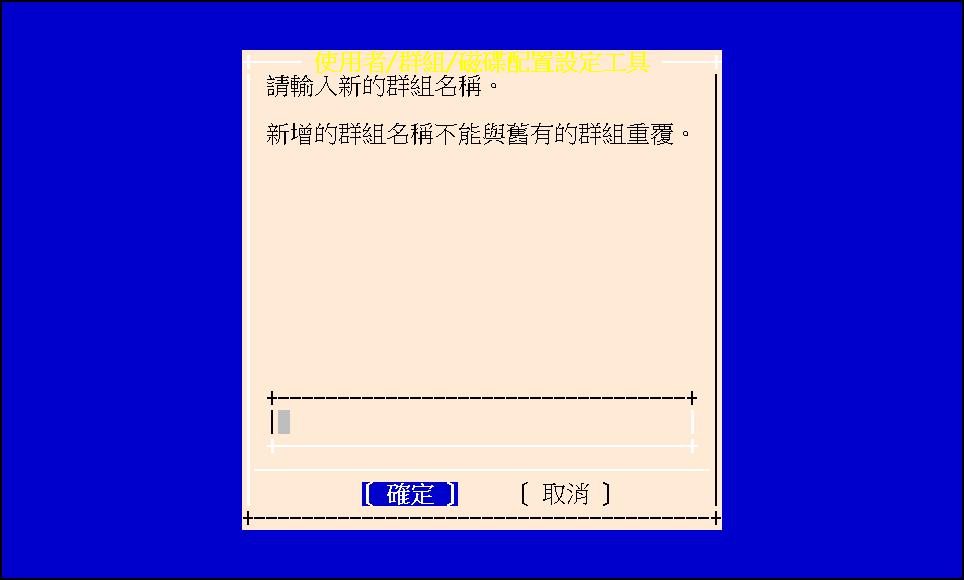 使用者/群組/磁碟配置設定工具
請輸入新的群組名稱。
新增的群組名稱不能與舊有的群組重覆。
[ 確定 ] [ 取消 ]